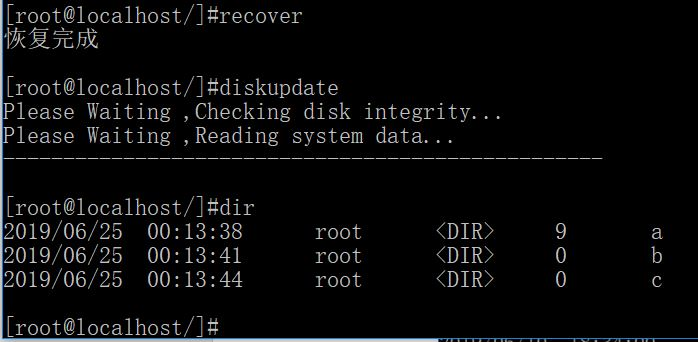 [root@localhost/]#recover
恢复完成
[root@localhost/]#diskupdate
Please Waiting ,Checking disk integrity...
Please Waiting ,Reading system data...
--------------------------------------------------
[root@localhost/]#dir
2019/06/25 00:13:38 root <DIR> 9 a
2019/06/25 00:13:41 root <DIR> 0 b
2019/06/25 00:13:44 root <DIR> 0 c
[root@localhost/]#